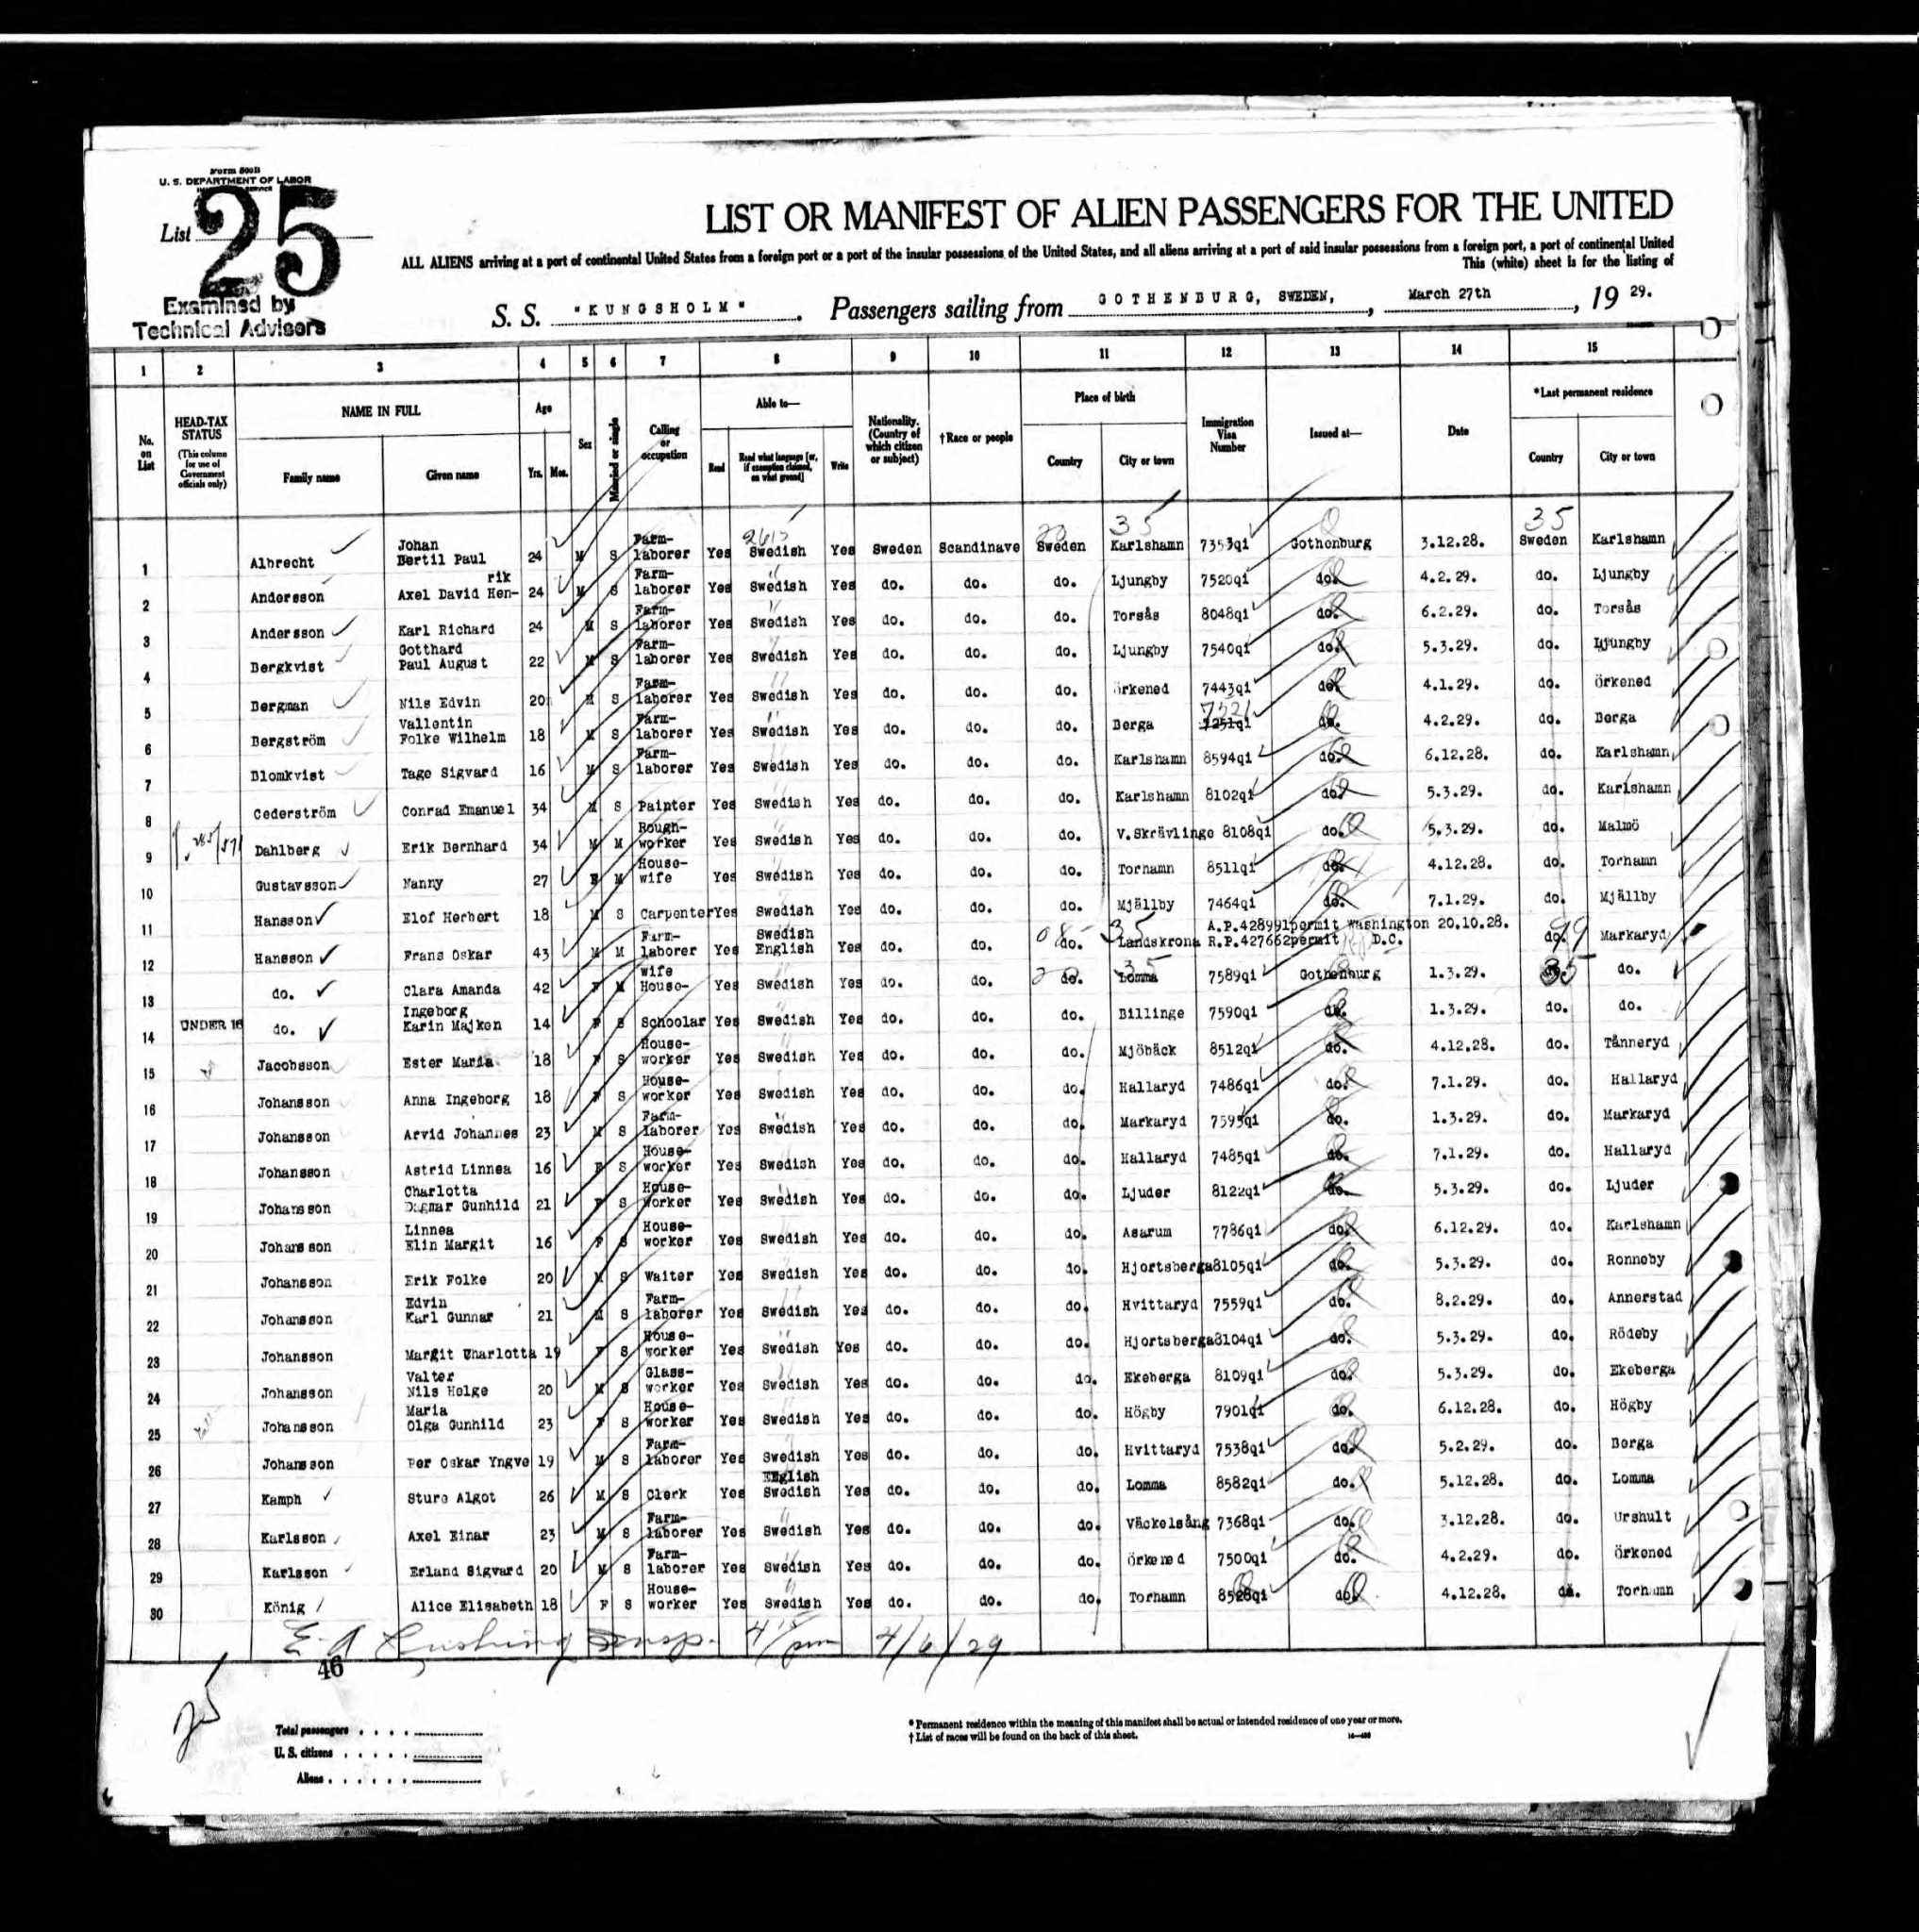 Form 500B
U. S. DEPARTMENT OF LABOR
List 25
Examined by
Technical Advisors
LIST OR MANIFEST OF ALIEN PASSENGERS FOR THE UNITED
ALL ALIENS arriving at a port of continental United States from a foreign port or a port of the insular possessions of the United States, and all aliens arriving at a port of said insular possessions from a foreign port, a port of continental United
This (white) sheet is for the listing of
S. S. "KUNGSHOLM". Passengers sailing from GOTHENBURG, SWEDEN, , March 27th , 19 29.
1 2 3 4 5 6 7 8 9 10 11 12 13 14 15
No. on List
HEAD-TAX STATUS (This column for use of Government officials only)
NAME IN FULL
Family name Given name
Age
Yrs. Mos.
Sex
Married or single
Calling or occupation
Able to—
Read Read what language [or, if exemption claimed, on what ground] Write
Nationality. (Country of which citizen or subject)
† Race or people
Place of birth
Country City or town
Immigration Visa Number
Issued at—
Date
*Last permanent residence
Country City or town
35 35
1 Albrecht Johan Bertil Paul 24 M S Farm-laborer Yes Swedish Yes Sweden Scandinave Sweden Karlshamn 7353qi Gothenburg 3.12.28. Sweden Karlshamn
2 Andersson Axel David Hen-rik 24 M S Farm-laborer Yes Swedish Yes do. do. do. Ljungby 7520qi do. 4.2.29. do. Ljungby
3 Andersson Karl Richard 24 M S Farm-laborer Yes Swedish Yes do. do. do. Torsås 8048qi do. 6.2.29. do. Torsås
4 Bergkvist Gotthard Paul August 22 M S Farm-laborer Yes Swedish Yes do. do. do. Ljungby 7540qi do. 5.3.29. do. Ljungby
5 Bergman Nils Edvin 20 M S Farm-laborer Yes Swedish Yes do. do. do. Örkened 7443qi do. 4.1.29. do. Örkened
6 Bergström Vallentin Folke Wilhelm 18 M S Farm-laborer Yes Swedish Yes do. do. do. Berga 7521 7251qi do. 4.2.29. do. Berga
7 Blomkvist Tage Sigvard 16 M S Farm-laborer Yes Swedish Yes do. do. do. Karlshamn 8594qi do. 6.12.28. do. Karlshamn
8 Cederström Conrad Emanuel 34 M S Painter Yes Swedish Yes do. do. do. Karlshamn 8102qi do. 5.3.29. do. Karlshamn
9 Dahlberg Erik Bernhard 34 M M Rough-worker Yes Swedish Yes do. do. do. V.Skrävlinge 8108qi do. 5.3.29. do. Malmö
10 Gustavsson Nanny 27 F M House-wife Yes Swedish Yes do. do. do. Torhamn 8511qi do. 4.12.28. do. Torhamn
11 Hansson Elof Herbert 18 M S Carpenter Yes Swedish Yes do. do. do. Mjällby 7464qi do. 7.1.29. do. Mjällby
12 Hansson Frans Oskar 43 M M Farm-laborer Yes Swedish English Yes do. do. do. Landskrona A.P.428991permit Washington 20.10.28. R.P.427662permit D.C. do. Markaryd
13 do. Clara Amanda 42 F M wife House- Yes Swedish Yes do. do. do. Lomma 7589qi Gothenburg 1.3.29. 35 do.
14 UNDER 16 do. Ingeborg Karin Majken 14 F S Schoolar Yes Swedish Yes do. do. do. Billinge 7590qi do. 1.3.29. do. do.
15 Jacobsson Ester Maria 18 F S House-worker Yes Swedish Yes do. do. do. Mjöbäck 8512qi do. 4.12.28. do. Tånneryd
16 Johansson Anna Ingeborg 18 F S House-worker Yes Swedish Yes do. do. do. Hallaryd 7486qi do. 7.1.29. do. Hallaryd
17 Johansson Arvid Johannes 23 M S Farm-laborer Yes Swedish Yes do. do. do. Markaryd 7595qi do. 1.3.29. do. Markaryd
18 Johansson Astrid Linnea 16 F S House-worker Yes Swedish Yes do. do. do. Hallaryd 7485qi do. 7.1.29. do. Hallaryd
19 Johansson Charlotta Dagmar Gunhild 21 F S House-worker Yes Swedish Yes do. do. do. Ljuder 8122qi do. 5.3.29. do. Ljuder
20 Johansson Linnea Elin Margit 16 F S House-worker Yes Swedish Yes do. do. do. Asarum 7786qi do. 6.12.29. do. Karlshamn
21 Johansson Erik Folke 20 M S Waiter Yes Swedish Yes do. do. do. Hjortsberga 8105qi do. 5.3.29. do. Ronneby
22 Johansson Edvin Karl Gunnar 21 M S Farm-laborer Yes Swedish Yes do. do. do. Hvittaryd 7559qi do. 8.2.29. do. Annerstad
23 Johansson Margit Charlotta 19 F S House-worker Yes Swedish Yes do. do. do. Hjortsberga 8104qi do. 5.3.29. do. Rödeby
24 Johansson Valter Nils Helge 20 M S Glass-worker Yes Swedish Yes do. do. do. Ekeberga 8109qi do. 5.3.29. do. Ekeberga
25 Johansson Maria Olga Gunhild 23 F S House-worker Yes Swedish Yes do. do. do. Högby 7901qi do. 6.12.28. do. Högby
26 Johansson Per Oskar Yngve 19 M S Farm-laborer Yes Swedish Yes do. do. do. Hvittaryd 7538qi do. 5.2.29. do. Berga
27 Kamph Sture Algot 26 M S Clerk Yes English Swedish Yes do. do. do. Lomma 8582qi do. 5.12.28. do. Lomma
28 Karlsson Axel Einar 23 M S Farm-laborer Yes Swedish Yes do. do. do. Väckelsång 7368qi do. 3.12.28. do. Urshult
29 Karlsson Erland Sigvard 20 M S Farm-laborer Yes Swedish Yes do. do. do. Örkened 7500qi do. 4.2.29. do. Örkened
30 König Alice Elisabeth 18 F S House-worker Yes Swedish Yes do. do. do. Torhamn 8528qi do. 4.12.28. do. Torhamn
4/6/29
46
Total passengers
U. S. citizens
Aliens
* Permanent residence within the meaning of this manifest shall be actual or intended residence of one year or more.
† List of races will be found on the back of this sheet.